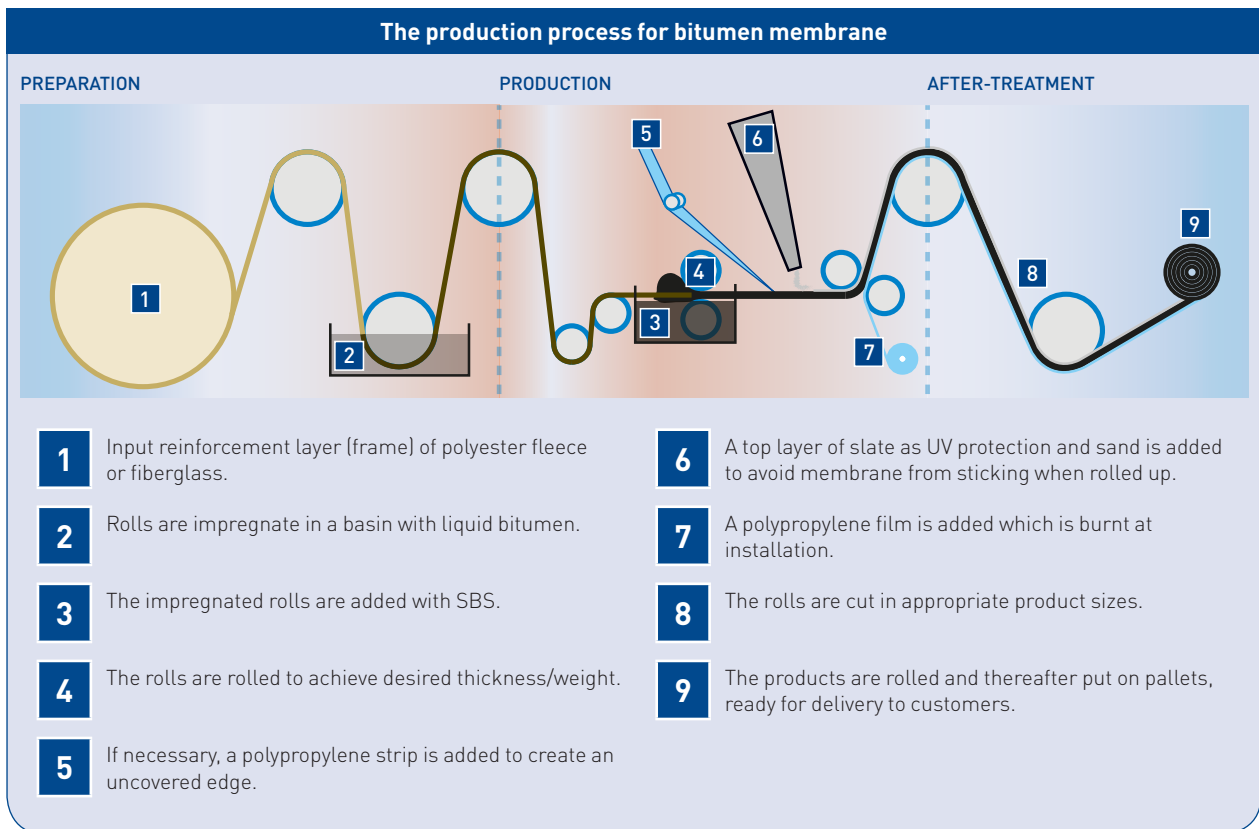 The production process for bitumen membrane
PREPARATION
PRODUCTION
AFTER-TREATMENT
1
2
3
4
5
6
7
8
9
1
Input reinforcement layer (frame) of polyester fleece
or fiberglass.
2
Rolls are impregnate in a basin with liquid bitumen.
3
The impregnated rolls are added with SBS.
4
The rolls are rolled to achieve desired thickness/weight.
5
If necessary, a polypropylene strip is added to create an
uncovered edge.
6
A top layer of slate as UV protection and sand is added
to avoid membrane from sticking when rolled up.
7
A polypropylene film is added which is burnt at
installation.
8
The rolls are cut in appropriate product sizes.
9
The products are rolled and thereafter put on pallets,
ready for delivery to customers.